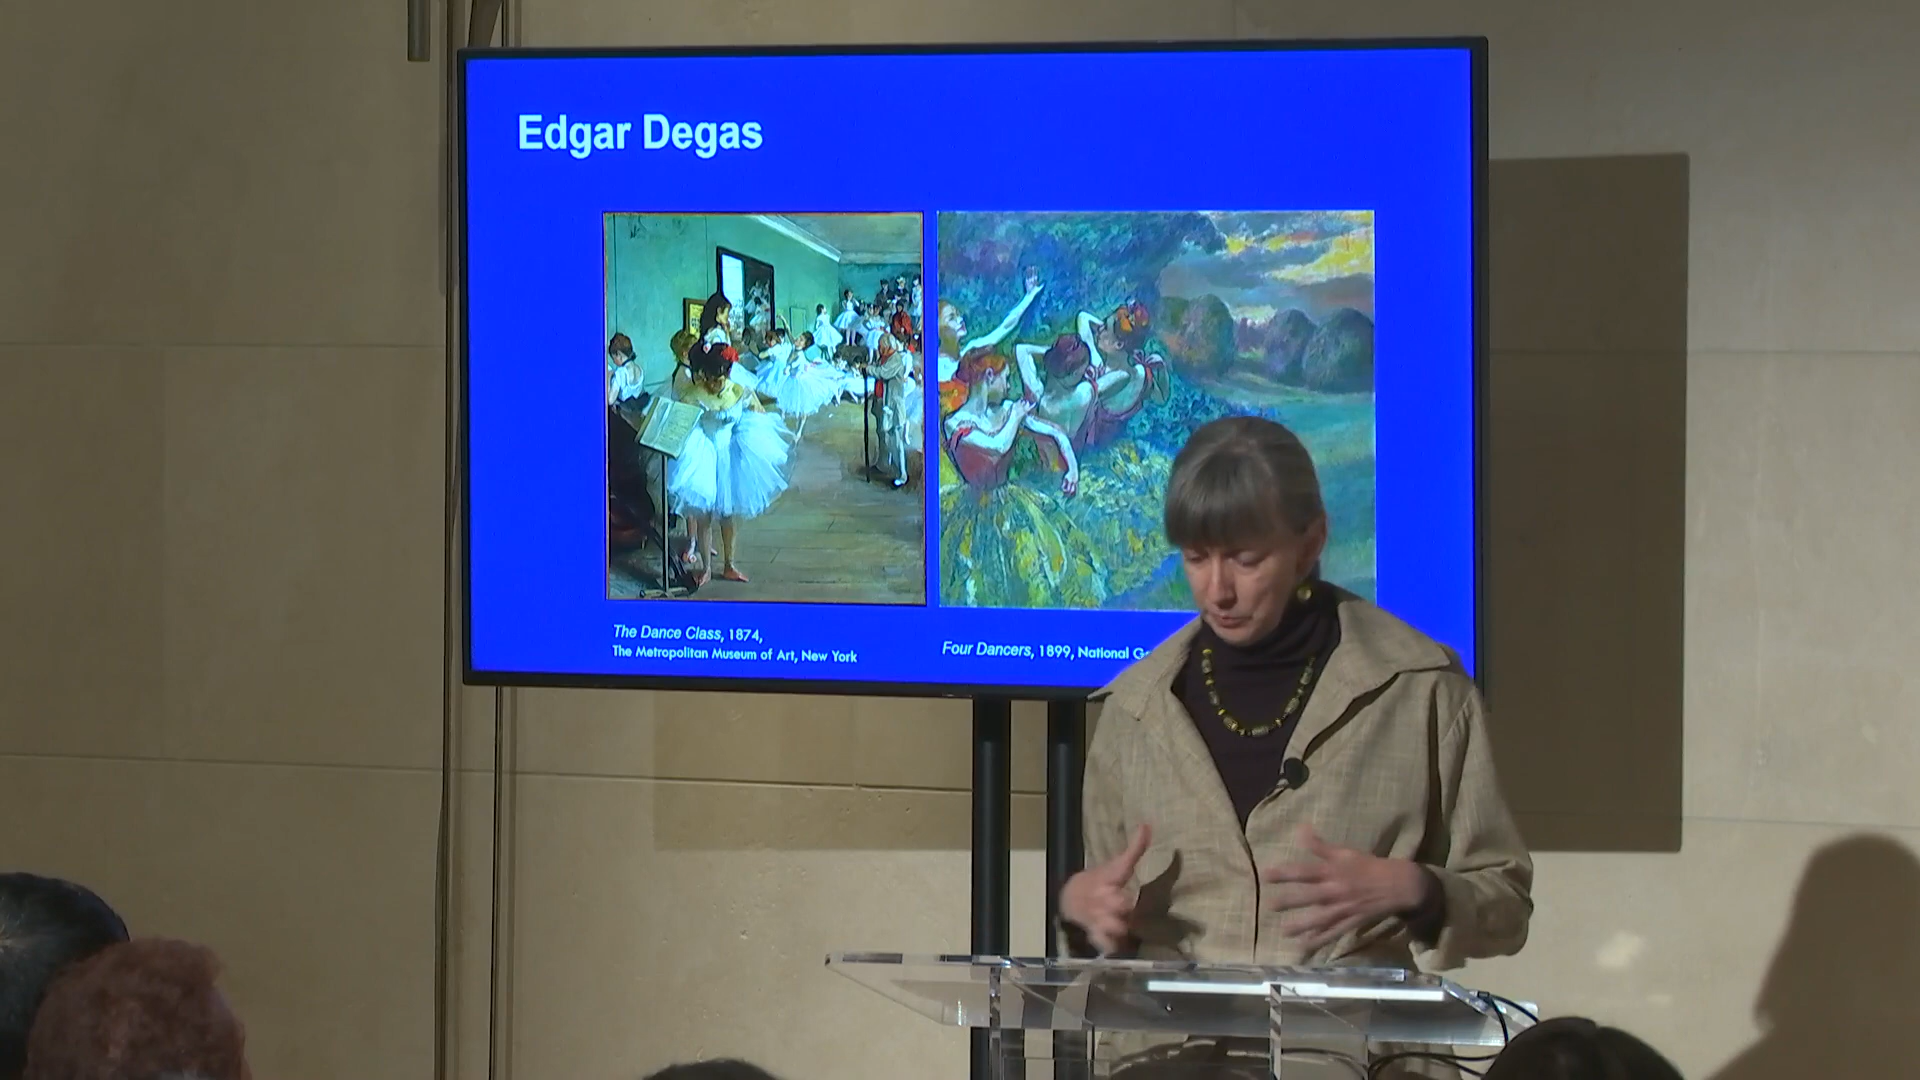 Edgar Degas
The Dance Class, 1874,
The Metropolitan Museum of Art, New York
Four Dancers, 1899, National